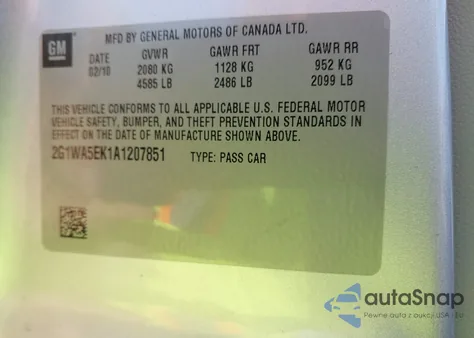 MFD BY GENERAL MOTORS OF CANADA LTD.
GM
DATE GVWR GAWR FRT GAWR RR
02/10 2080 KG 1128 KG 952 KG
4585 LB 2486 LB 2099 LB
THIS VEHICLE CONFORMS TO ALL APPLICABLE U.S. FEDERAL MOTOR
VEHICLE SAFETY, BUMPER, AND THEFT PREVENTION STANDARDS IN
EFFECT ON THE DATE OF MANUFACTURE SHOWN ABOVE.
2G1WA5EK1A1207851 TYPE: PASS CAR
autaSnap
Pewne auta z aukcji USA i EU